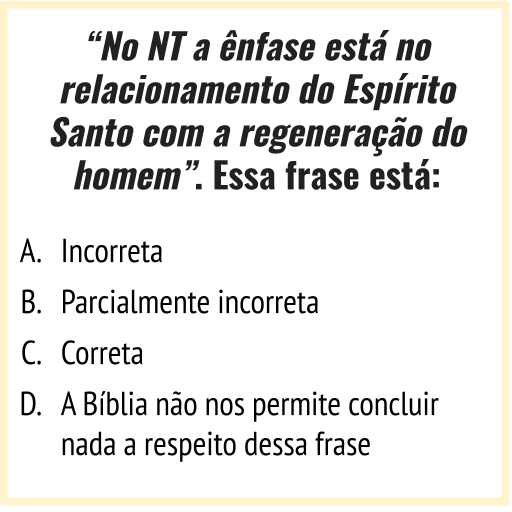 “No NT a ênfase está no
relacionamento do Espírito
Santo com a regeneração do
homem”. Essa frase está:
A. Incorreta
B. Parcialmente incorreta
C. Correta
D. A Bíblia não nos permite concluir
nada a respeito dessa frase